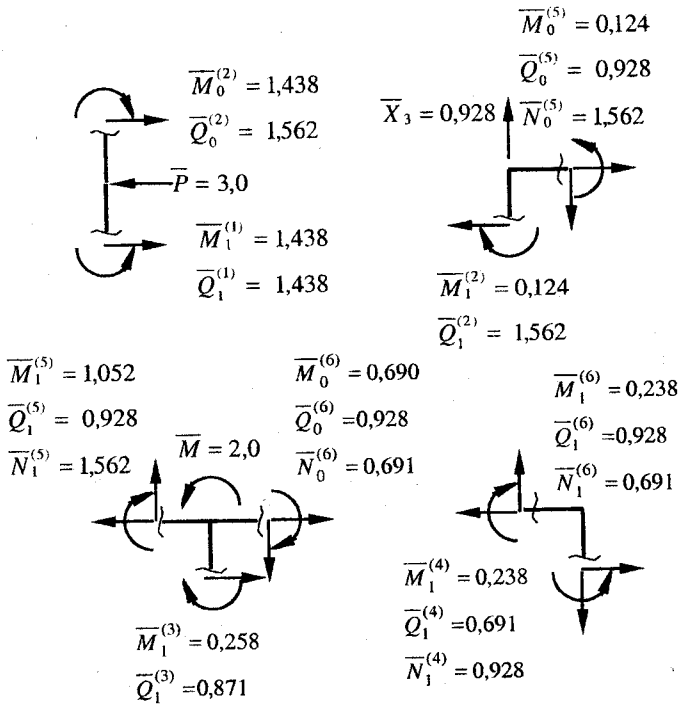 M̅₀⁽²⁾ = 1,438
Q̅₀⁽²⁾ = 1,562
P̅ = 3,0
M̅₁⁽¹⁾ = 1,438
Q̅₁⁽¹⁾ = 1,438
M̅₀⁽⁵⁾ = 0,124
Q̅₀⁽⁵⁾ = 0,928
X̅₃ = 0,928
N̅₀⁽⁵⁾ = 1,562
M̅₁⁽²⁾ = 0,124
Q̅₁⁽²⁾ = 1,562
M̅₁⁽⁵⁾ = 1,052
Q̅₁⁽⁵⁾ = 0,928
N̅₁⁽⁵⁾ = 1,562
M̅ = 2,0
M̅₀⁽⁶⁾ =0,690
Q̅₀⁽⁶⁾ =0,928
N̅₀⁽⁶⁾ =0,691
M̅₁⁽³⁾ = 0,258
Q̅₁⁽³⁾ =0,871
M̅₁⁽⁶⁾ =0,238
Q̅₁⁽⁶⁾ =0,928
N̅₁⁽⁶⁾ =0,691
M̅₁⁽⁴⁾ =0,238
Q̅₁⁽⁴⁾ =0,691
N̅₁⁽⁴⁾ =0,928